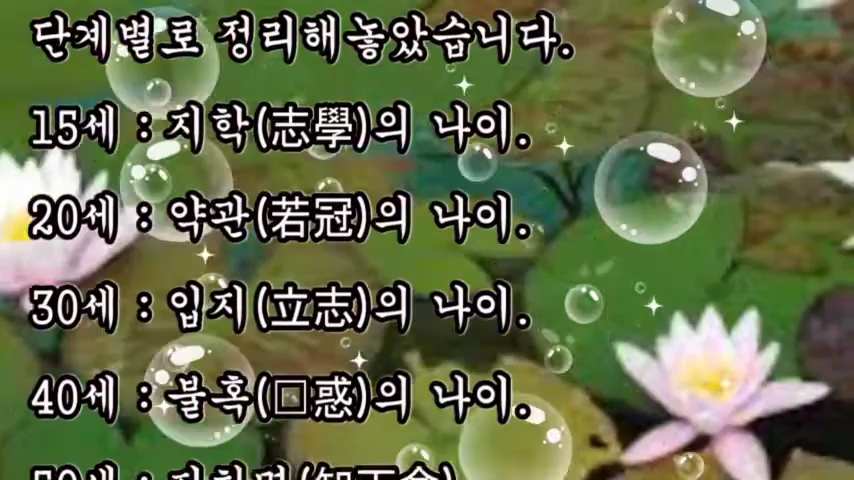 단계별로 정리해놓았습니다.
15세 : 지학(志學)의 나이.
20세 : 약관(若冠)의 나이.
30세 : 입지(立志)의 나이.
40세 : 불혹(□惑)의 나이.